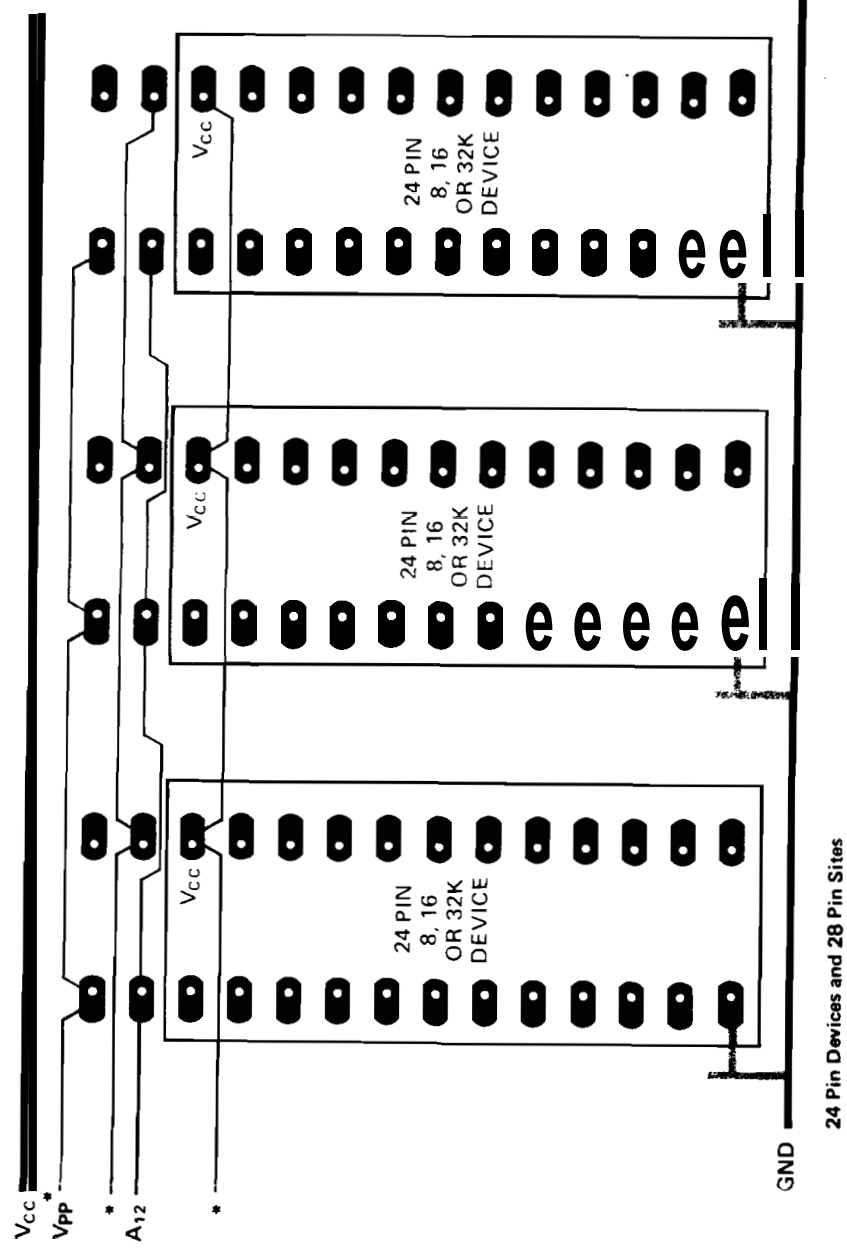 VCC
*
VPP
*
A12
*
GND
VCC
24 PIN
8, 16
OR 32K
DEVICE
VCC
24 PIN
8, 16
OR 32K
DEVICE
e e e e e
VCC
24 PIN
8, 16
OR 32K
DEVICE
e e
24 Pin Devices and 28 Pin Sites